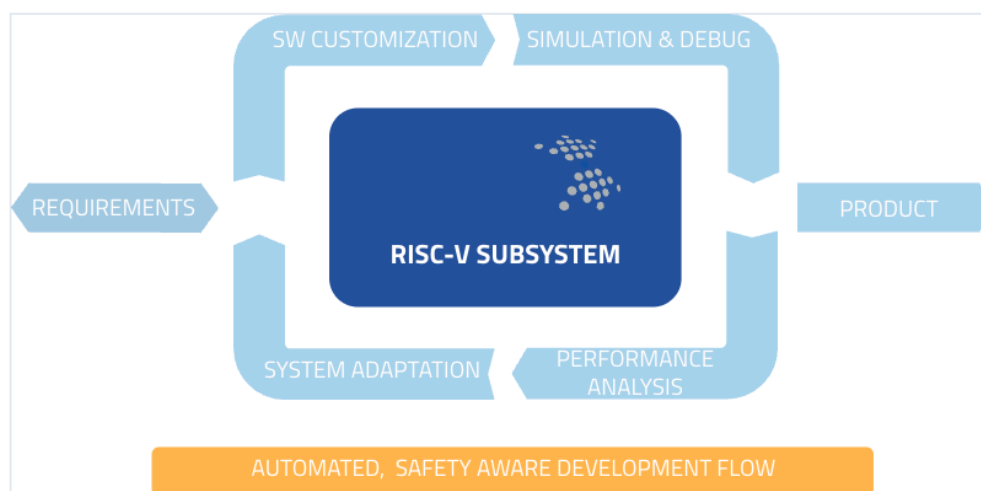 SW CUSTOMIZATION
SIMULATION & DEBUG
REQUIREMENTS
PRODUCT
RISC-V SUBSYSTEM
SYSTEM ADAPTATION
PERFORMANCE
ANALYSIS
AUTOMATED, SAFETY AWARE DEVELOPMENT FLOW